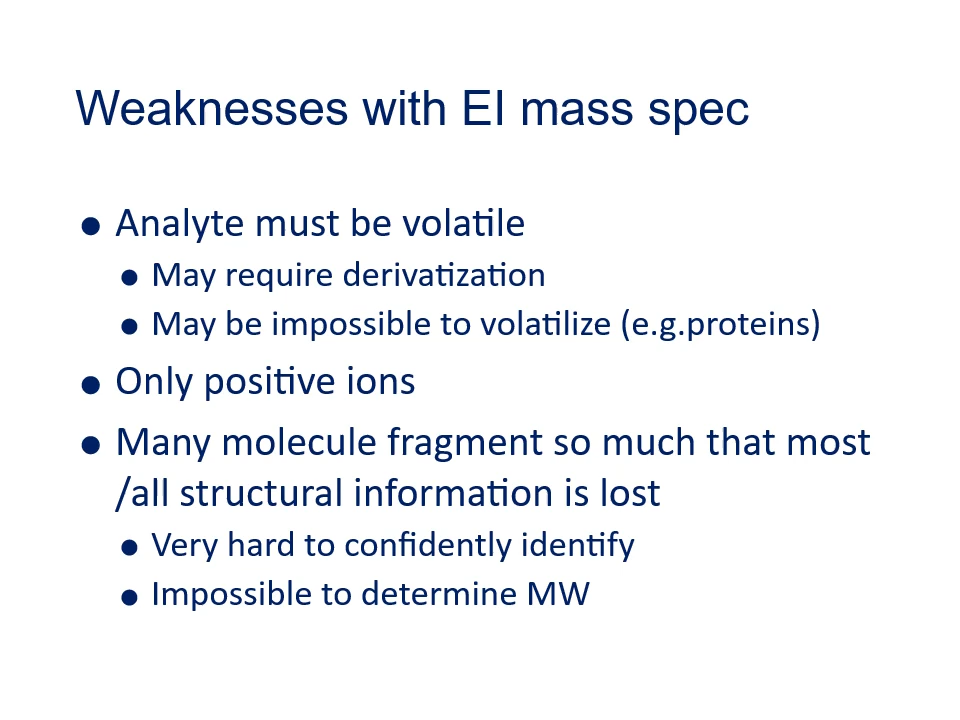 Weaknesses with EI mass spec
● Analyte must be volatile
● May require derivatization
● May be impossible to volatilize (e.g.proteins)
● Only positive ions
● Many molecule fragment so much that most
/all structural information is lost
● Very hard to confidently identify
● Impossible to determine MW